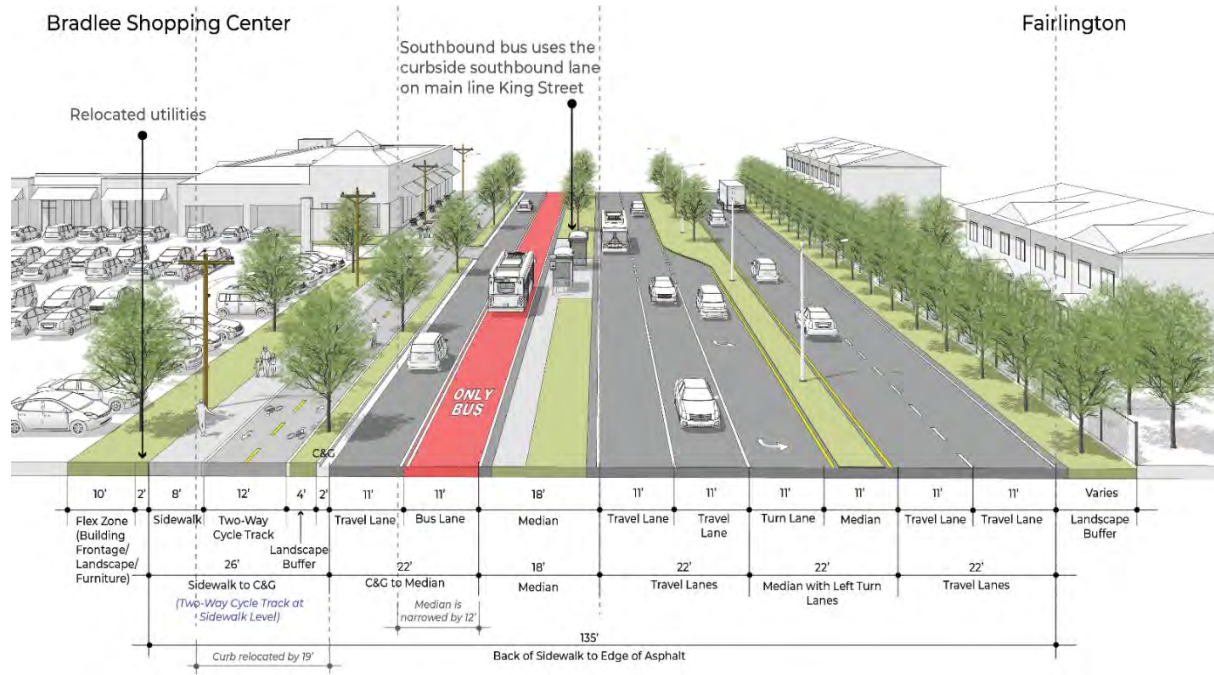 Bradlee Shopping Center
Fairlington
Southbound bus uses the
curbside southbound lane
on main line King Street
Relocated utilities
ONLY
BUS
C&G
10'
2'
8'
12'
4'
2'
11'
11'
18'
11'
11'
11'
11'
11'
11'
Varies
Flex Zone
(Building
Frontage/
Landscape/
Furniture)
Sidewalk
Two-Way
Cycle Track
Landscape
Buffer
Travel Lane
Bus Lane
Median
Travel Lane
Travel
Lane
Turn Lane
Median
Travel Lane
Travel Lane
Landscape
Buffer
26'
Sidewalk to C&G
(Two-Way Cycle Track at
Sidewalk Level)
22'
C&G to Median
18'
Median
22'
Travel Lanes
22'
Median with Left Turn
Lanes
22'
Travel Lanes
Median is
narrowed by 12'
135'
Back of Sidewalk to Edge of Asphalt
Curb relocated by 19'